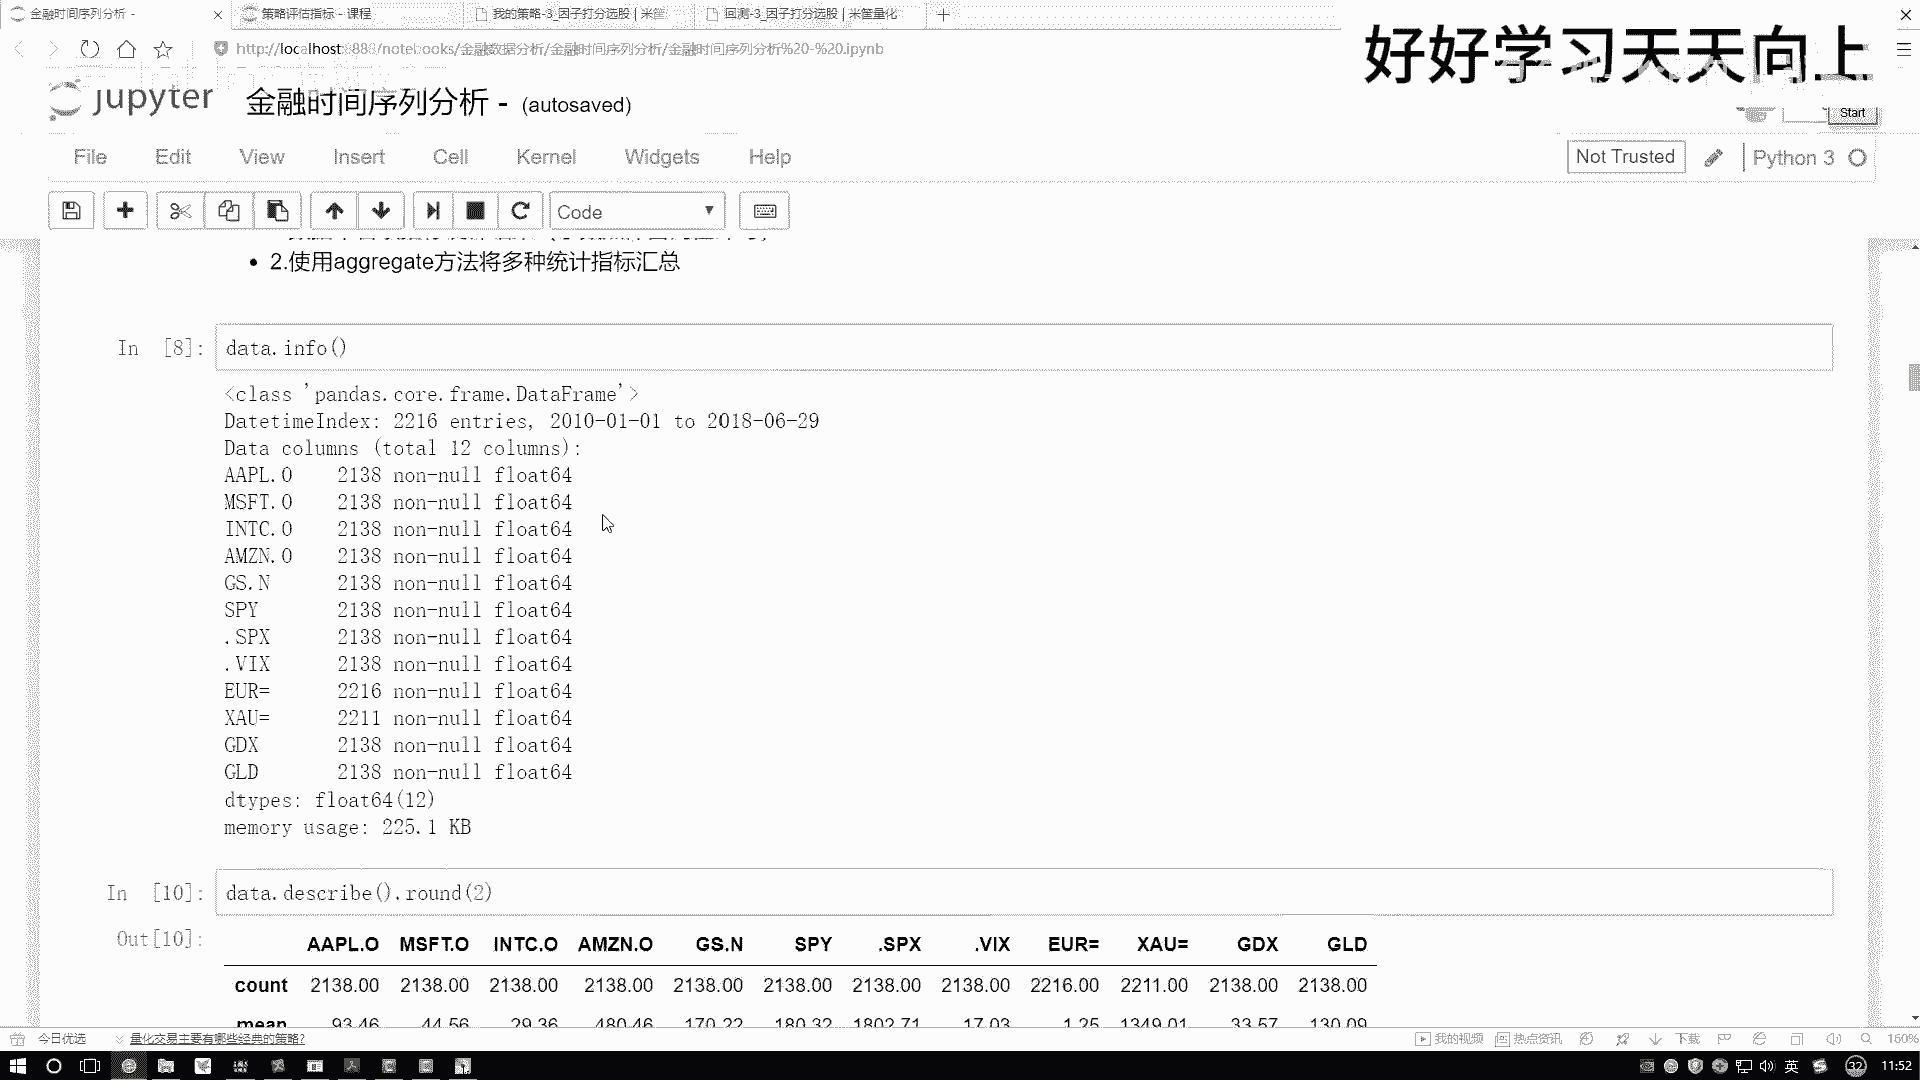 金融时间序列分析 -
策略评估指标 - 课程
我的策略-3_因子打分选股 | 米筐
回测-3_因子打分选股 | 米筐量化
http://localhost:888/notebooks/金融数据分析/金融时间序列分析/金融时间序列分析%20-%20.ipynb
好好学习天天向上
jupyter 金融时间序列分析 - (autosaved)
Start
File Edit View Insert Cell Kernel Widgets Help
Not Trusted Python 3
Code
2.使用aggregate方法将多种统计指标汇总
In [8]: data.info()
<class 'pandas.core.frame.DataFrame'>
DatetimeIndex: 2216 entries, 2010-01-01 to 2018-06-29
Data columns (total 12 columns):
AAPL.O 2138 non-null float64
MSFT.O 2138 non-null float64
INTC.O 2138 non-null float64
AMZN.O 2138 non-null float64
GS.N 2138 non-null float64
SPY 2138 non-null float64
.SPX 2138 non-null float64
.VIX 2138 non-null float64
EUR= 2216 non-null float64
XAU= 2211 non-null float64
GDX 2138 non-null float64
GLD 2138 non-null float64
dtypes: float64(12)
memory usage: 225.1 KB
In [10]: data.describe().round(2)
Out[10]:
AAPL.O MSFT.O INTC.O AMZN.O GS.N SPY .SPX .VIX EUR= XAU= GDX GLD
count 2138.00 2138.00 2138.00 2138.00 2138.00 2138.00 2138.00 2138.00 2216.00 2211.00 2138.00 2138.00
mean 93.46 44.56 29.36 480.46 170.22 180.32 1802.71 17.03 1.25 1349.01 33.57 130.09
今日优选 量化交易主要有哪些经典的策略?
我的视频 热点资讯 下载 160%
英 32 11:52